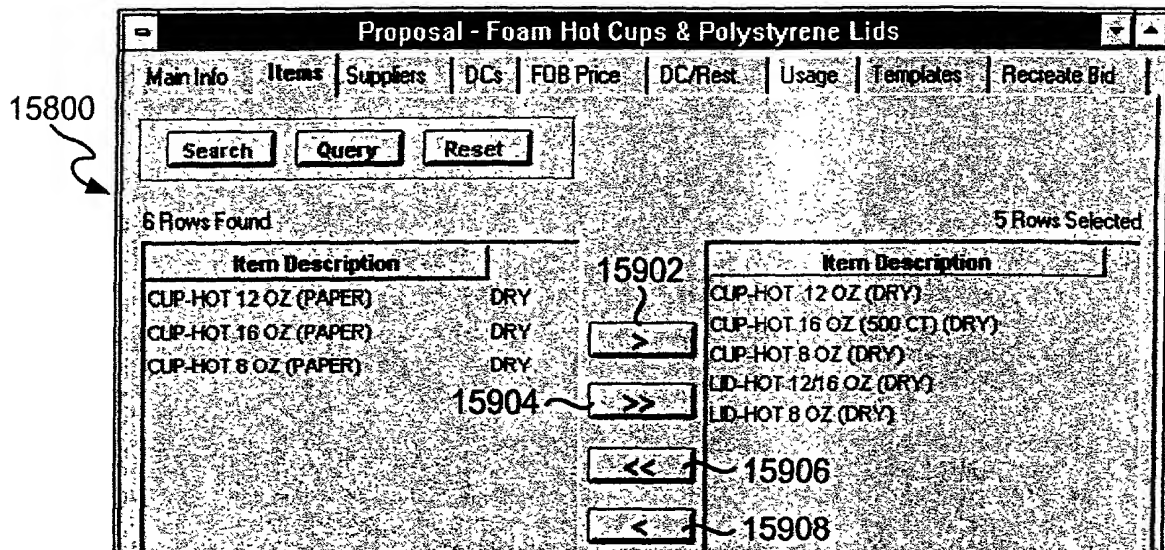 Proposal - Foam Hot Cups & Polystyrene Lids
Main Info Items Suppliers DCs FOB Price DC/Rest. Usage Templates Recreate Bid
15800
Search Query Reset
6 Rows Found 5 Rows Selected
Item Description Item Description
15902
CUP-HOT 12 OZ (PAPER) DRY CUP-HOT 12 OZ (DRY)
CUP-HOT 16 OZ (PAPER) DRY > CUP-HOT 16 OZ (500 CT) (DRY)
CUP-HOT 8 OZ (PAPER) DRY CUP-HOT 8 OZ (DRY)
LID-HOT 12/16 OZ (DRY)
15904 >> LID-HOT 8 OZ (DRY)
<< 15906
< 15908